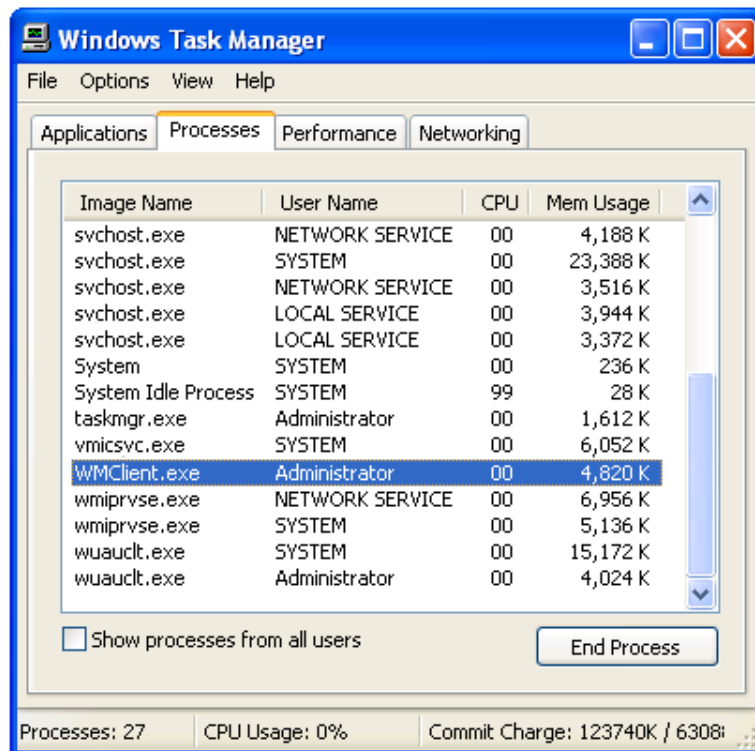 Windows Task Manager
File Options View Help
Applications Processes Performance Networking
Image Name User Name CPU Mem Usage
svchost.exe NETWORK SERVICE 00 4,188 K
svchost.exe SYSTEM 00 23,388 K
svchost.exe NETWORK SERVICE 00 3,516 K
svchost.exe LOCAL SERVICE 00 3,944 K
svchost.exe LOCAL SERVICE 00 3,372 K
System SYSTEM 00 236 K
System Idle Process SYSTEM 99 28 K
taskmgr.exe Administrator 00 1,612 K
vmicsvc.exe SYSTEM 00 6,052 K
WMClient.exe Administrator 00 4,820 K
wmiprvse.exe NETWORK SERVICE 00 6,956 K
wmiprvse.exe SYSTEM 00 5,136 K
wuauclt.exe SYSTEM 00 15,172 K
wuauclt.exe Administrator 00 4,024 K
Show processes from all users End Process
Processes: 27 CPU Usage: 0% Commit Charge: 123740K / 6308